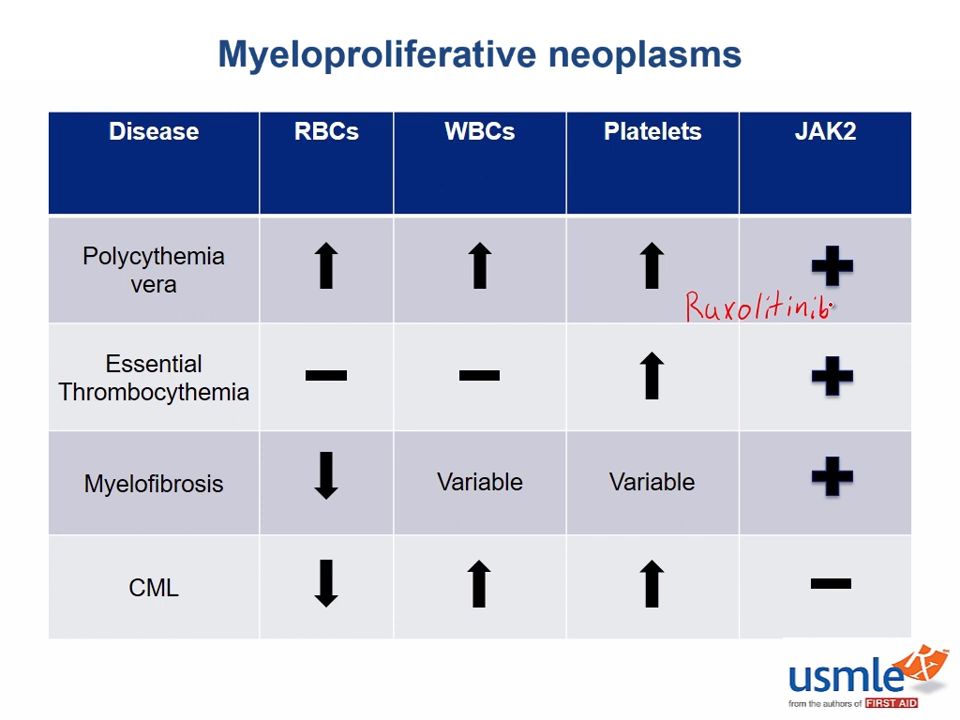 Myeloproliferative neoplasms
Disease RBCs WBCs Platelets JAK2
Polycythemia
vera
Ruxolitinib
Essential
Thrombocythemia
Myelofibrosis Variable Variable
CML
usmle Rx
from the authors of FIRST AID